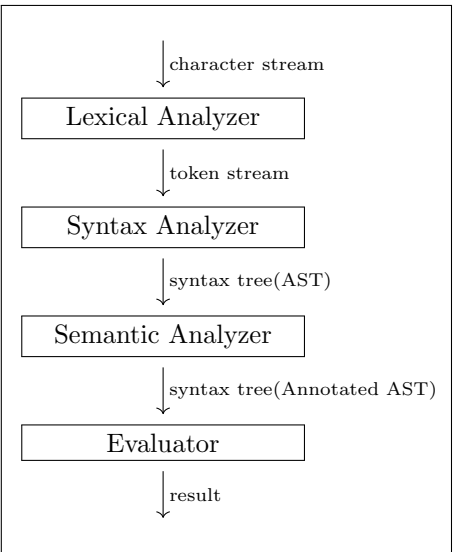 character stream
Lexical Analyzer
token stream
Syntax Analyzer
syntax tree(AST)
Semantic Analyzer
syntax tree(Annotated AST)
Evaluator
result